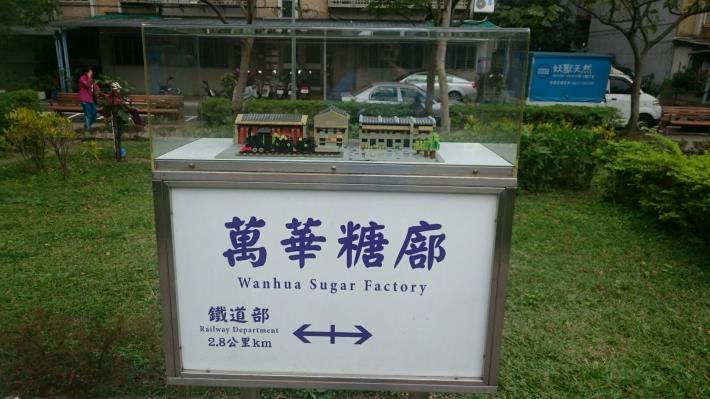 萬華糖廍
Wanhua Sugar Factory
鐵道部
Railway Department
2.8公里km